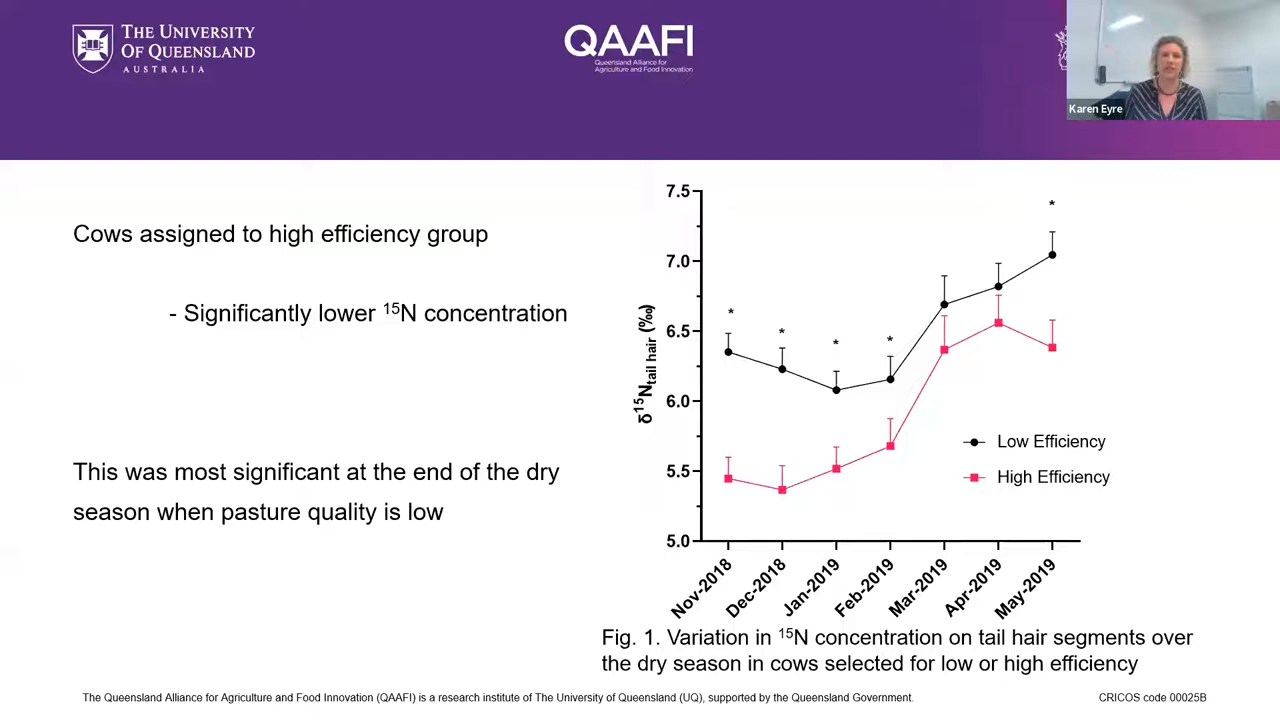 THE UNIVERSITY
OF QUEENSLAND
AUSTRALIA
QAAFI
Queensland Alliance for
Agriculture and Food Innovation
Karen Eyre
Cows assigned to high efficiency group
- Significantly lower ¹⁵N concentration
This was most significant at the end of the dry
season when pasture quality is low
7.5
7.0
6.5
6.0
5.5
5.0
δ¹⁵Ntail hair (‰)
*
*
*
*
*
Low Efficiency
High Efficiency
Nov-2018
Dec-2018
Jan-2019
Feb-2019
Mar-2019
Apr-2019
May-2019
Fig. 1. Variation in ¹⁵N concentration on tail hair segments over
the dry season in cows selected for low or high efficiency
The Queensland Alliance for Agriculture and Food Innovation (QAAFI) is a research institute of The University of Queensland (UQ), supported by the Queensland Government.
CRICOS code 00025B